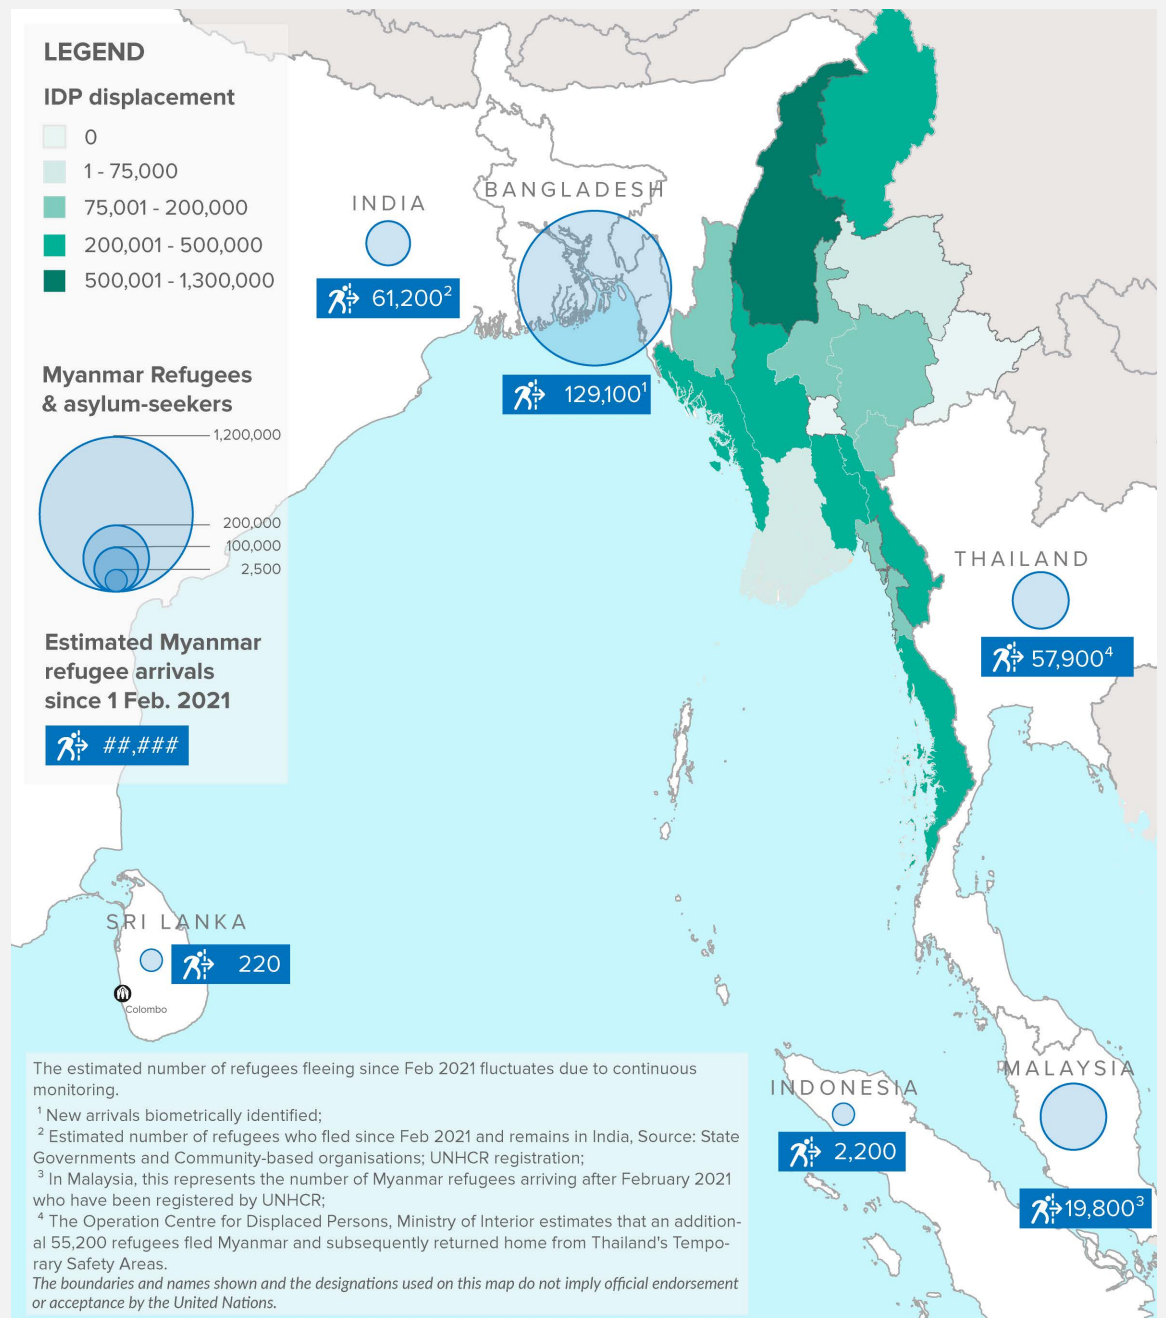 LEGEND
IDP displacement
0
1 - 75,000
75,001 - 200,000
200,001 - 500,000
500,001 - 1,300,000
Myanmar Refugees
& asylum-seekers
1,200,000
200,000
100,000
2,500
Estimated Myanmar
refugee arrivals
since 1 Feb. 2021
##,###
INDIA
61,200²
BANGLADESH
129,100¹
THAILAND
57,900⁴
SRI LANKA
220
Colombo
MALAYSIA
19,800³
INDONESIA
2,200
The estimated number of refugees fleeing since Feb 2021 fluctuates due to continuous
monitoring.
¹ New arrivals biometrically identified;
² Estimated number of refugees who fled since Feb 2021 and remains in India, Source: State
Governments and Community-based organisations; UNHCR registration;
³ In Malaysia, this represents the number of Myanmar refugees arriving after February 2021
who have been registered by UNHCR;
⁴ The Operation Centre for Displaced Persons, Ministry of Interior estimates that an addition-
al 55,200 refugees fled Myanmar and subsequently returned home from Thailand's Tempo-
rary Safety Areas.
The boundaries and names shown and the designations used on this map do not imply official endorsement
or acceptance by the United Nations.